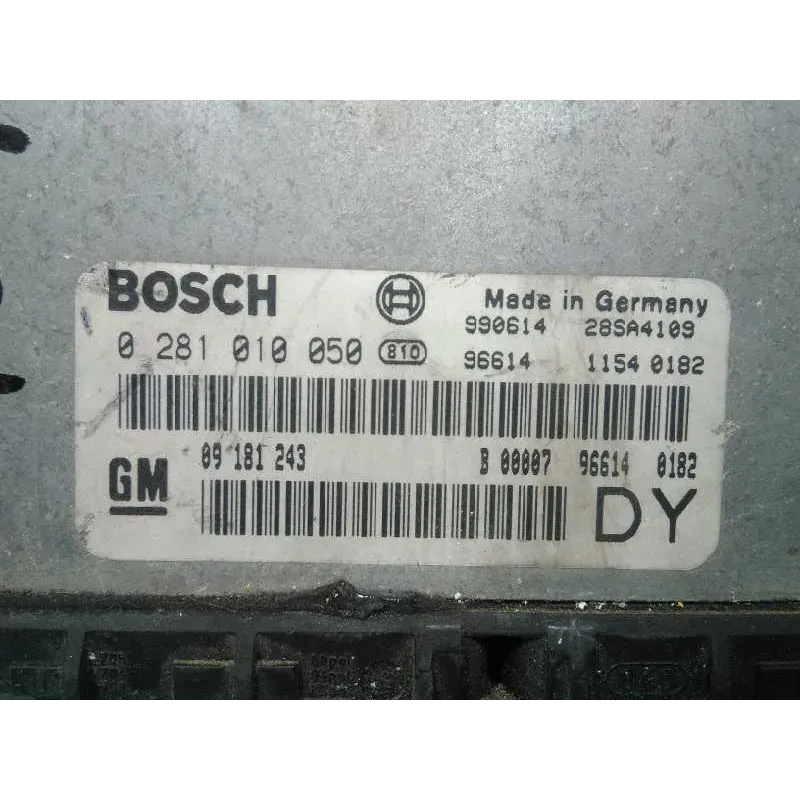 BOSCH
Made in Germany
990614 28SA4109
0 281 010 050 810
96614 1154 0182
09 181 243
B 00007 96614 0182
GM
DY